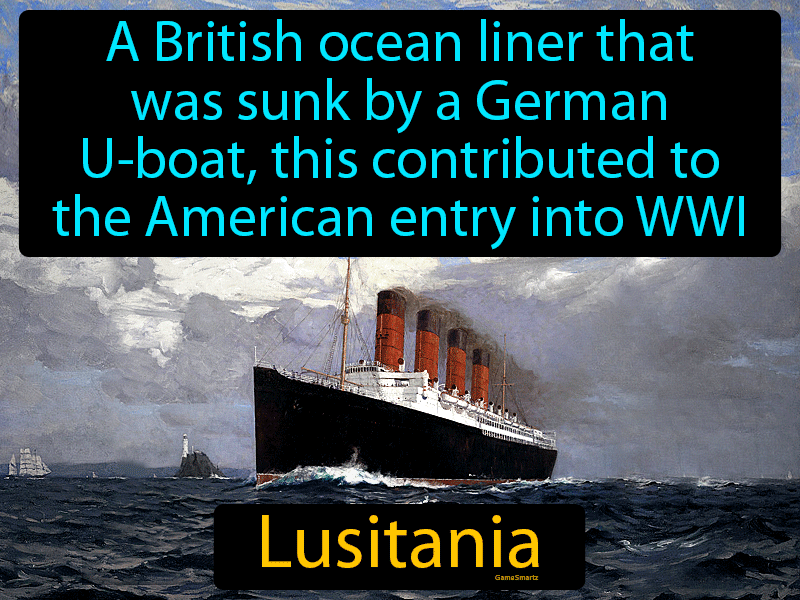 A British ocean liner that
was sunk by a German
U-boat, this contributed to
the American entry into WWI
Lusitania
GameSmartz